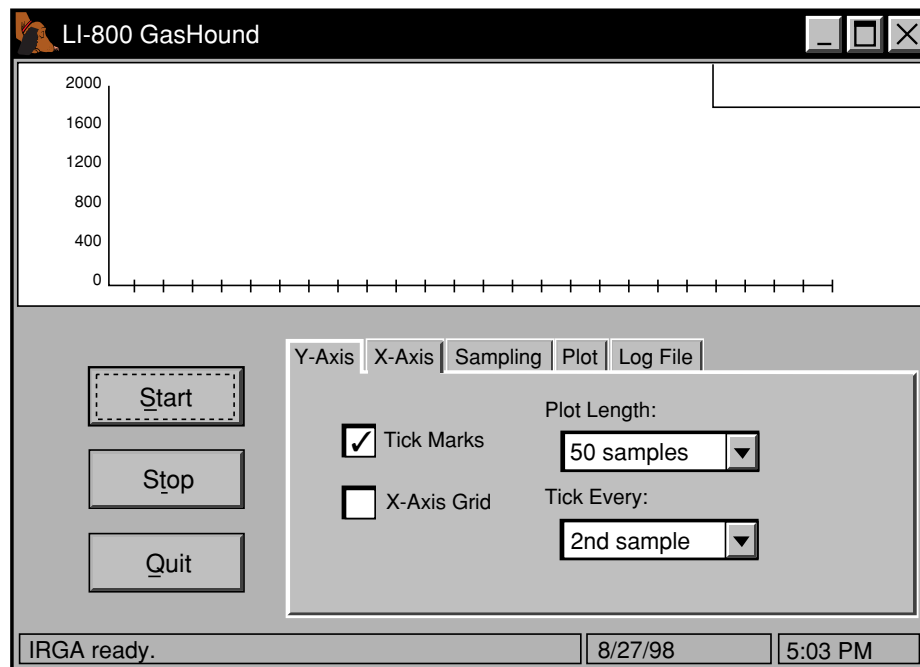 LI-800 GasHound
2000
1600
1200
800
400
0
Y-Axis X-Axis Sampling Plot Log File
Start
Stop
Quit
Tick Marks
X-Axis Grid
Plot Length:
50 samples
Tick Every:
2nd sample
IRGA ready. 8/27/98 5:03 PM